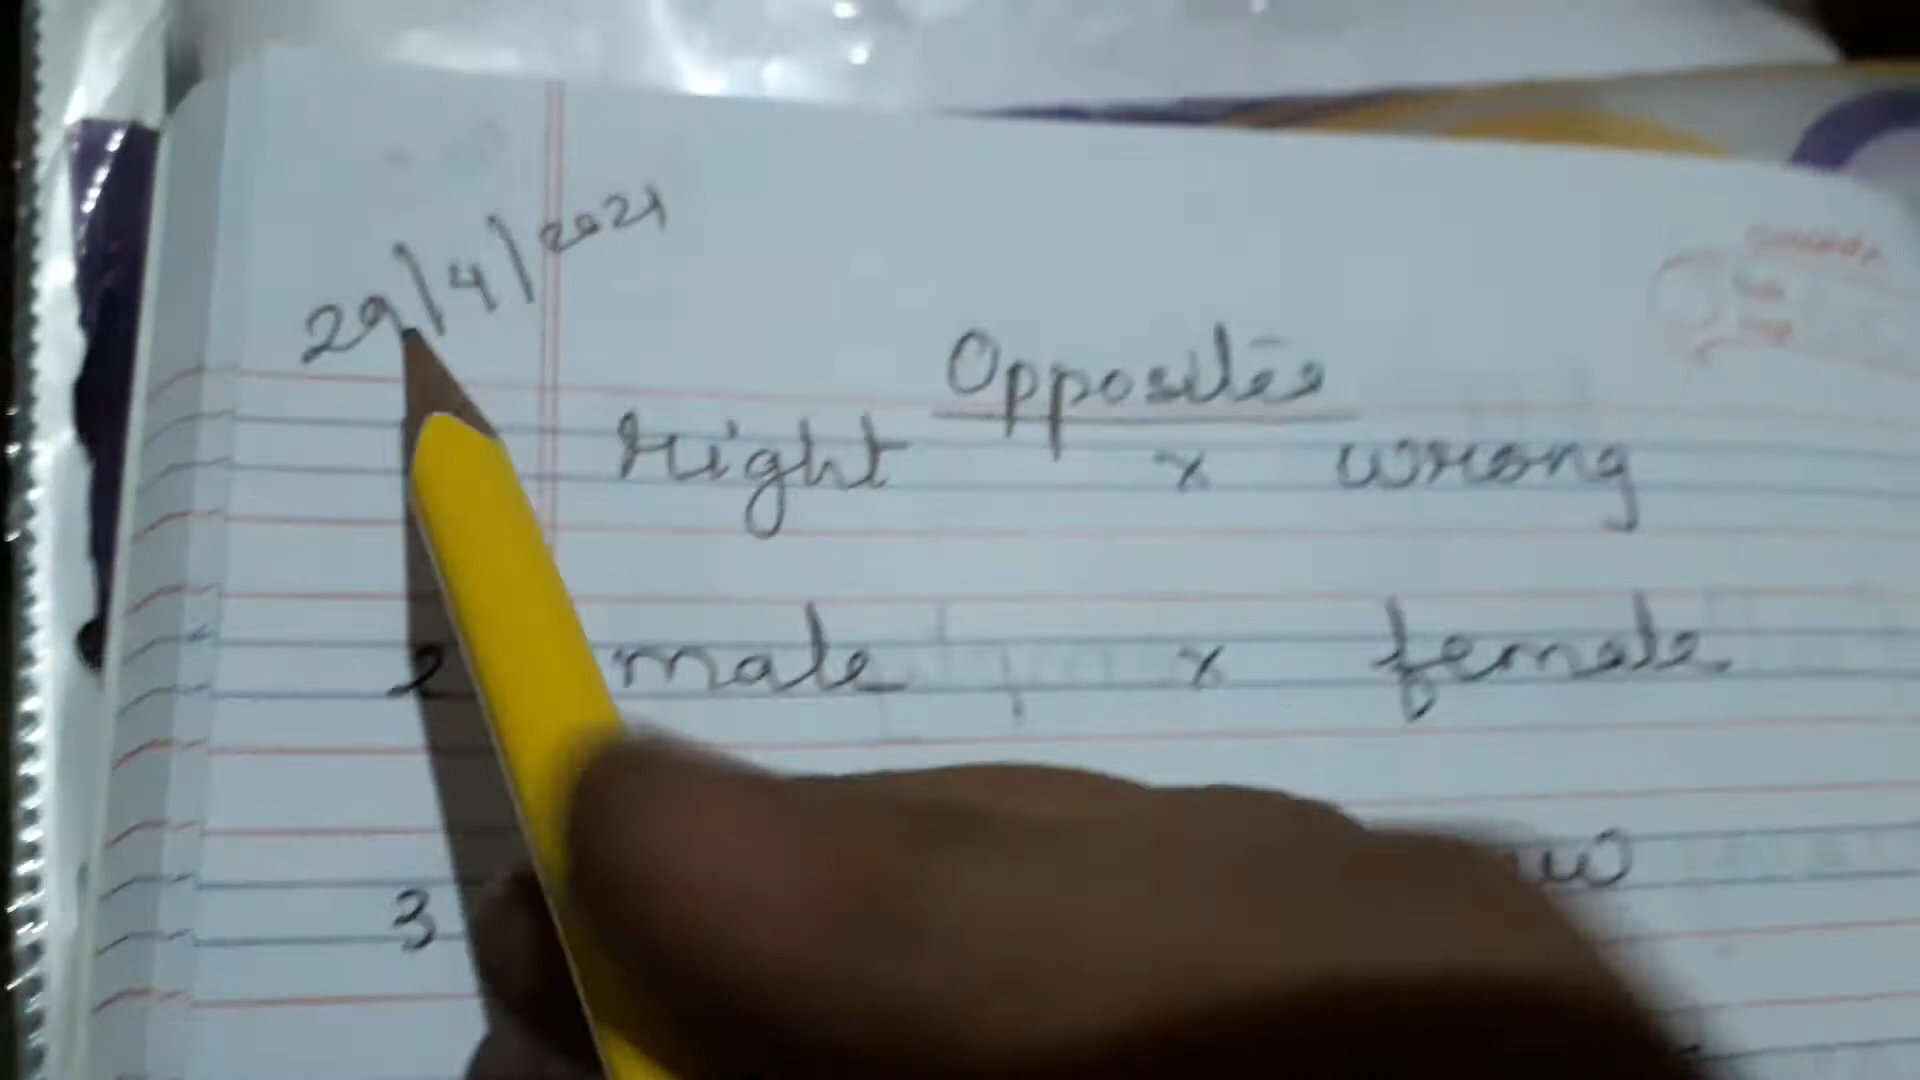 29/4/2021
Opposites
right x wrong
2 male x female
3